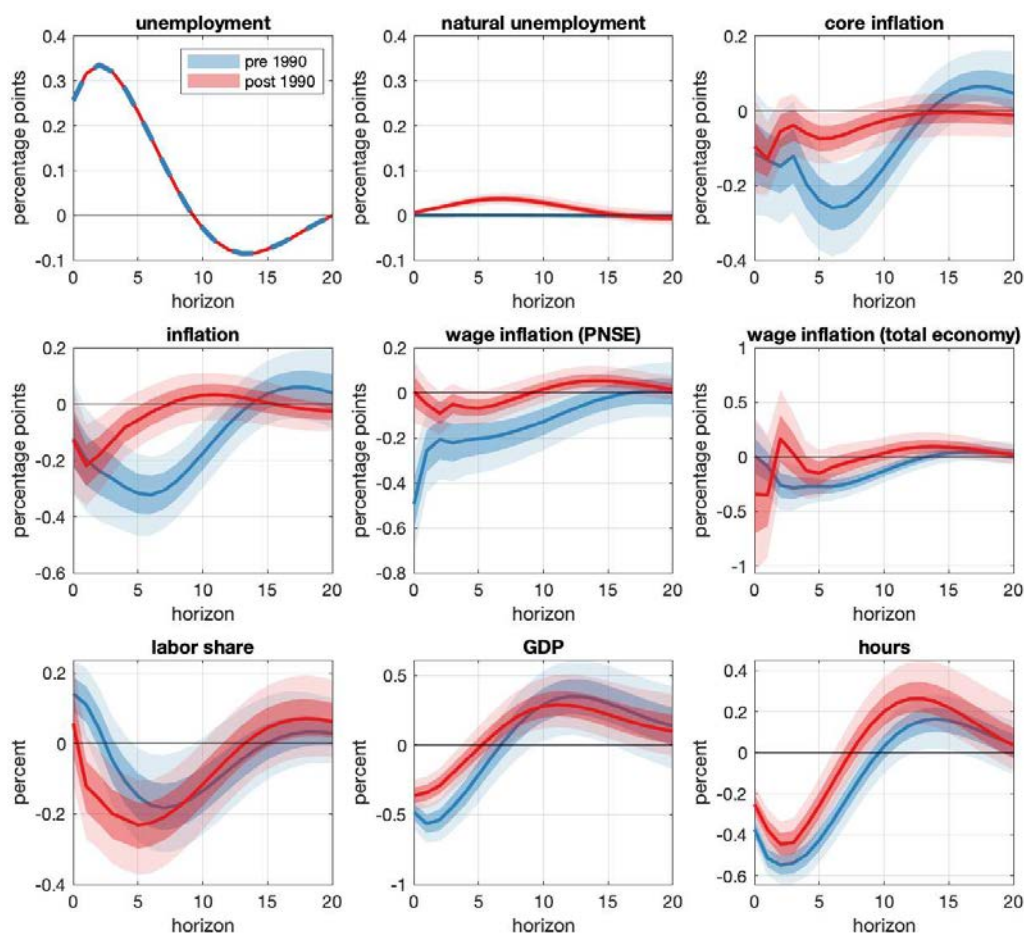 unemployment
percentage points
0.4
0.3
0.2
0.1
0
-0.1
0 5 10 15 20
horizon
pre 1990
post 1990
natural unemployment
percentage points
0.4
0.3
0.2
0.1
0
-0.1
0 5 10 15 20
horizon
core inflation
percentage points
0.2
0
-0.2
-0.4
0 5 10 15 20
horizon
inflation
percentage points
0.2
0
-0.2
-0.4
-0.6
0 5 10 15 20
horizon
wage inflation (PNSE)
percentage points
0.2
0
-0.2
-0.4
-0.6
-0.8
0 5 10 15 20
horizon
wage inflation (total economy)
percentage points
1
0.5
0
-0.5
-1
0 5 10 15 20
horizon
labor share
percent
0.2
0
-0.2
-0.4
0 5 10 15 20
horizon
GDP
percent
0.5
0
-0.5
-1
0 5 10 15 20
horizon
hours
percent
0.4
0.2
0
-0.2
-0.4
-0.6
0 5 10 15 20
horizon